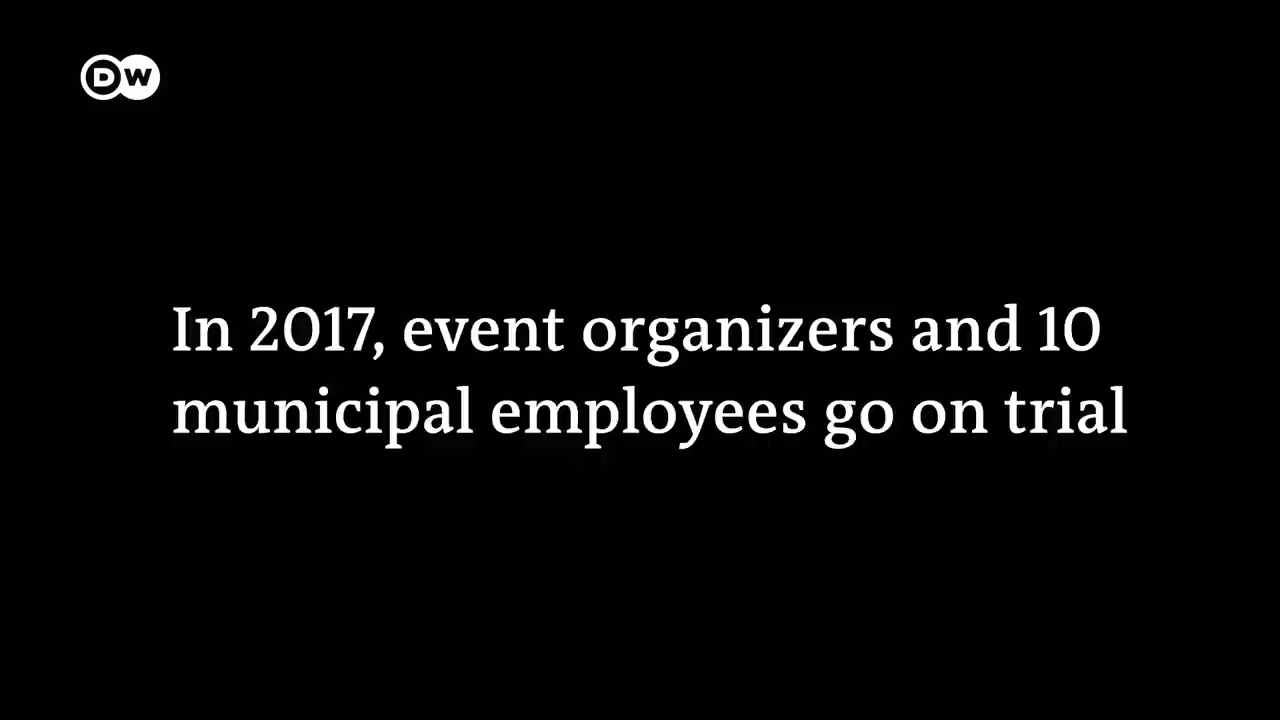 DW
In 2017, event organizers and 10
municipal employees go on trial